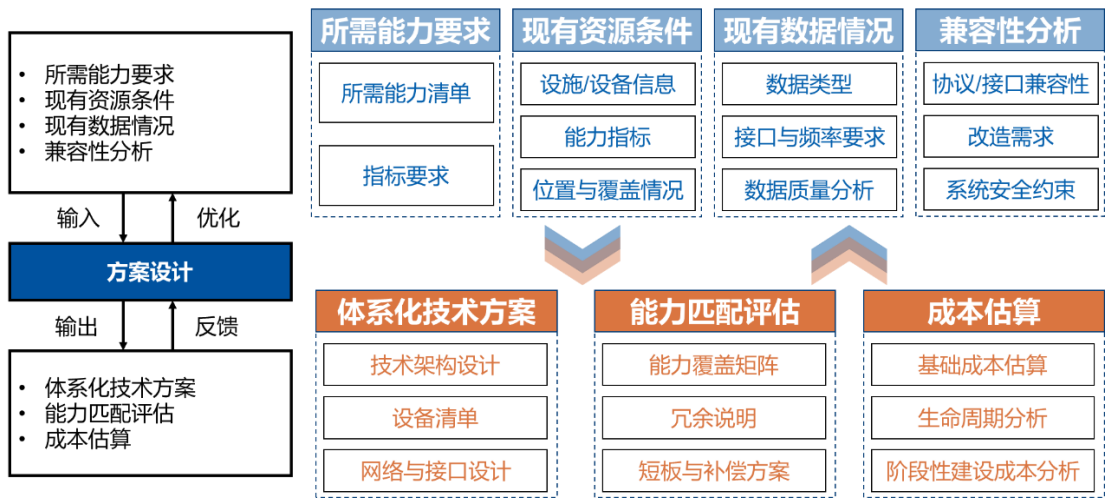 • 所需能力要求
• 现有资源条件
• 现有数据情况
• 兼容性分析
输入
优化
方案设计
输出
反馈
• 体系化技术方案
• 能力匹配评估
• 成本估算
所需能力要求
所需能力清单
指标要求
现有资源条件
设施/设备信息
能力指标
位置与覆盖情况
现有数据情况
数据类型
接口与频率要求
数据质量分析
兼容性分析
协议/接口兼容性
改造需求
系统安全约束
体系化技术方案
技术架构设计
设备清单
网络与接口设计
能力匹配评估
能力覆盖矩阵
冗余说明
短板与补偿方案
成本估算
基础成本估算
生命周期分析
阶段性建设成本分析